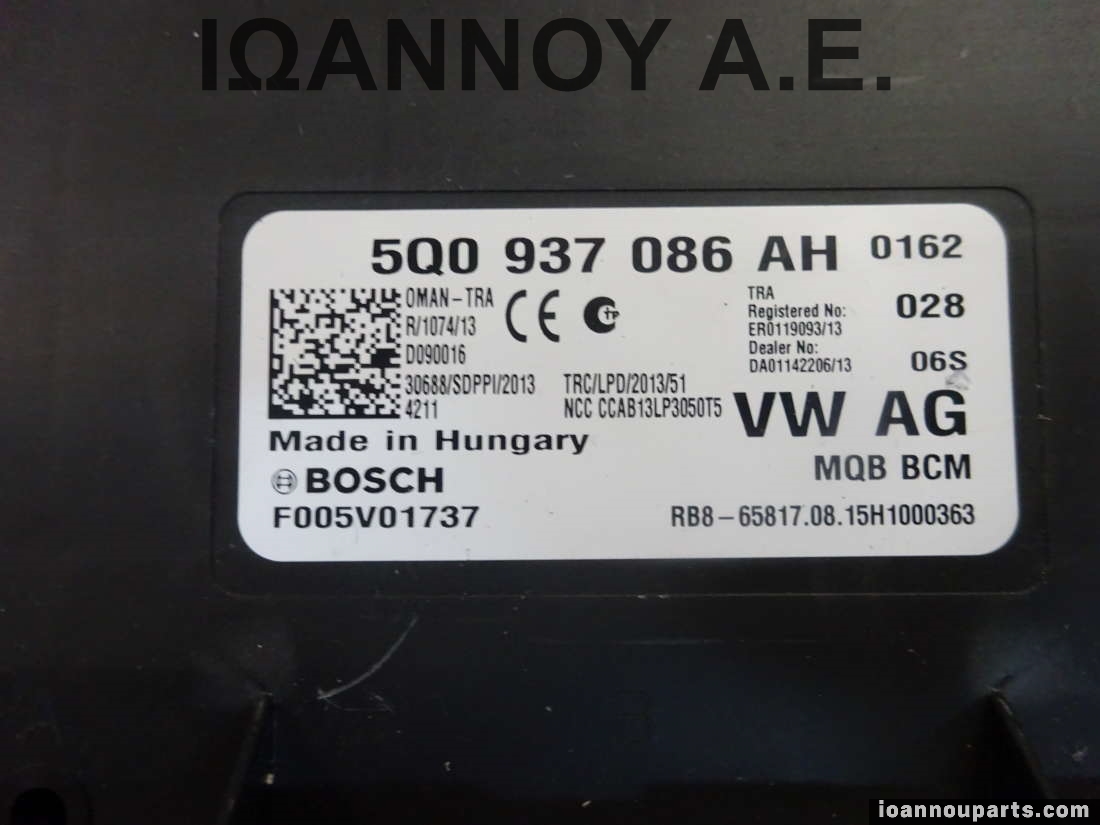 ΙΩΑΝΝΟΥ Α.Ε.
5Q0 937 086 AH 0162
OMAN-TRA
R/1074/13
D090016
30688/SDPPI/2013
4211
CE
TP
TRC/LPD/2013/51
NCC CCAB13LP3050T5
TRA
Registered No:
ER0119093/13
Dealer No:
DA01142206/13
028
06S
VW AG
MQB BCM
Made in Hungary
BOSCH
F005V01737
RB8-65817.08.15H1000363
ioannouparts.com